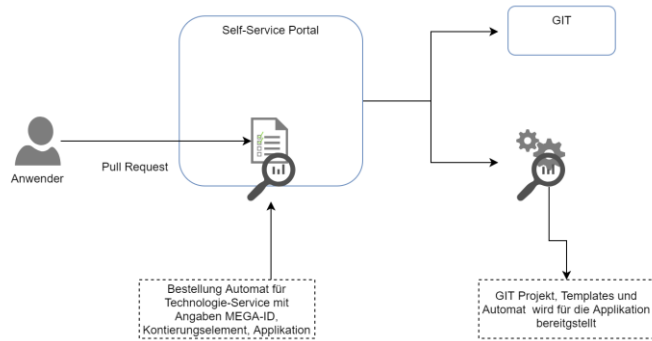 Self-Service Portal
GIT
Anwender
Pull Request
Bestellung Automat für
Technologie-Service mit
Angaben MEGA-ID,
Kontierungselement, Applikation
GIT Projekt, Templates und
Automat wird für die Applikation
bereitgstellt